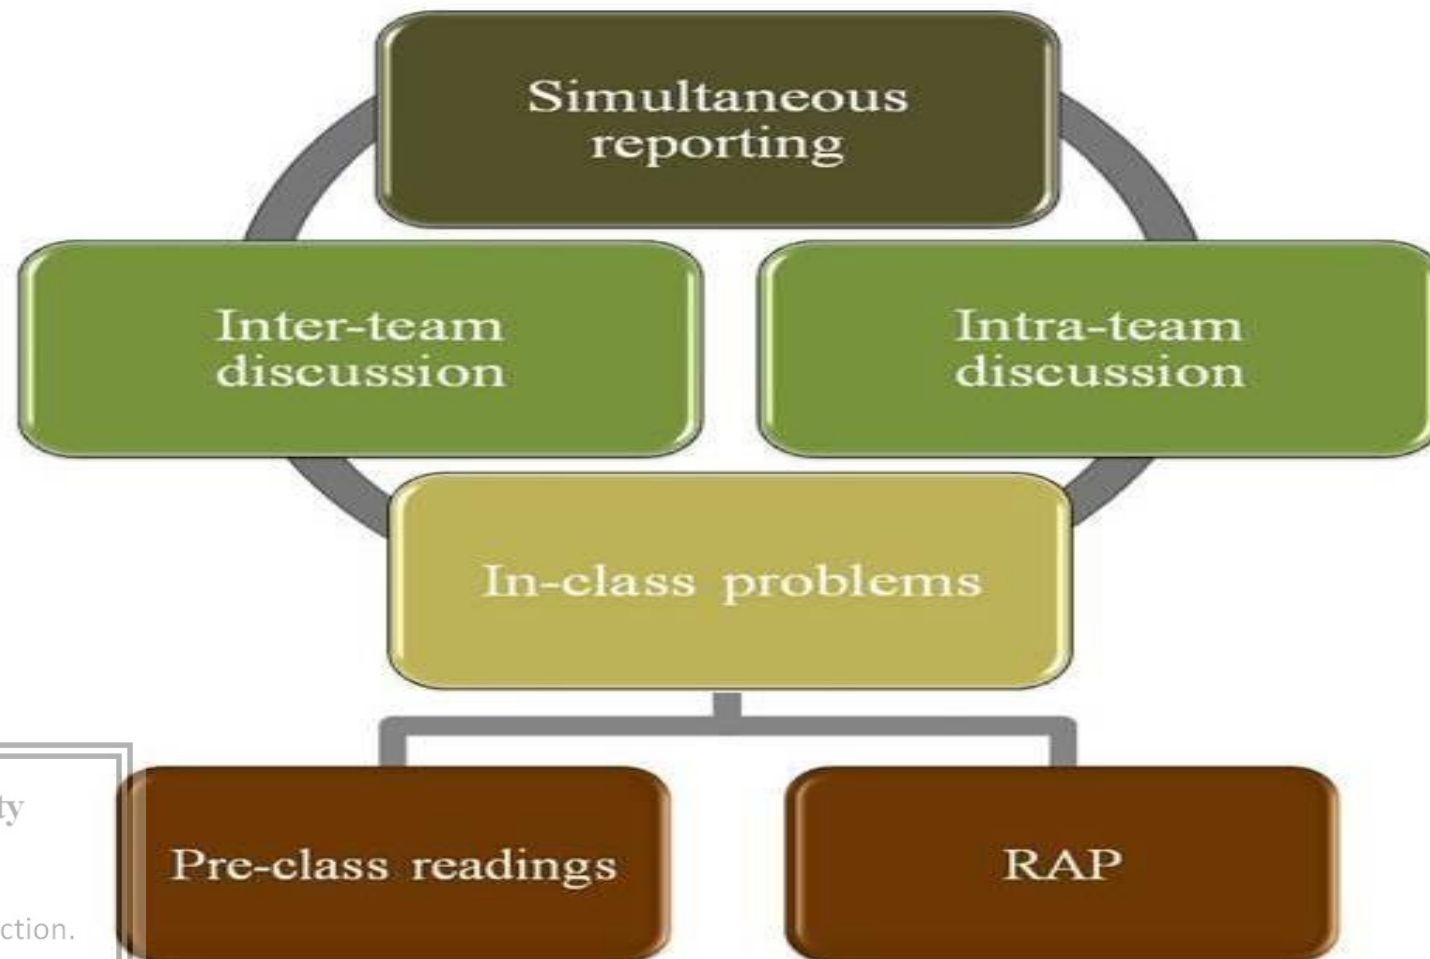 Simultaneous
reporting
Inter-team
discussion
Intra-team
discussion
In-class problems
Pre-class readings
RAP